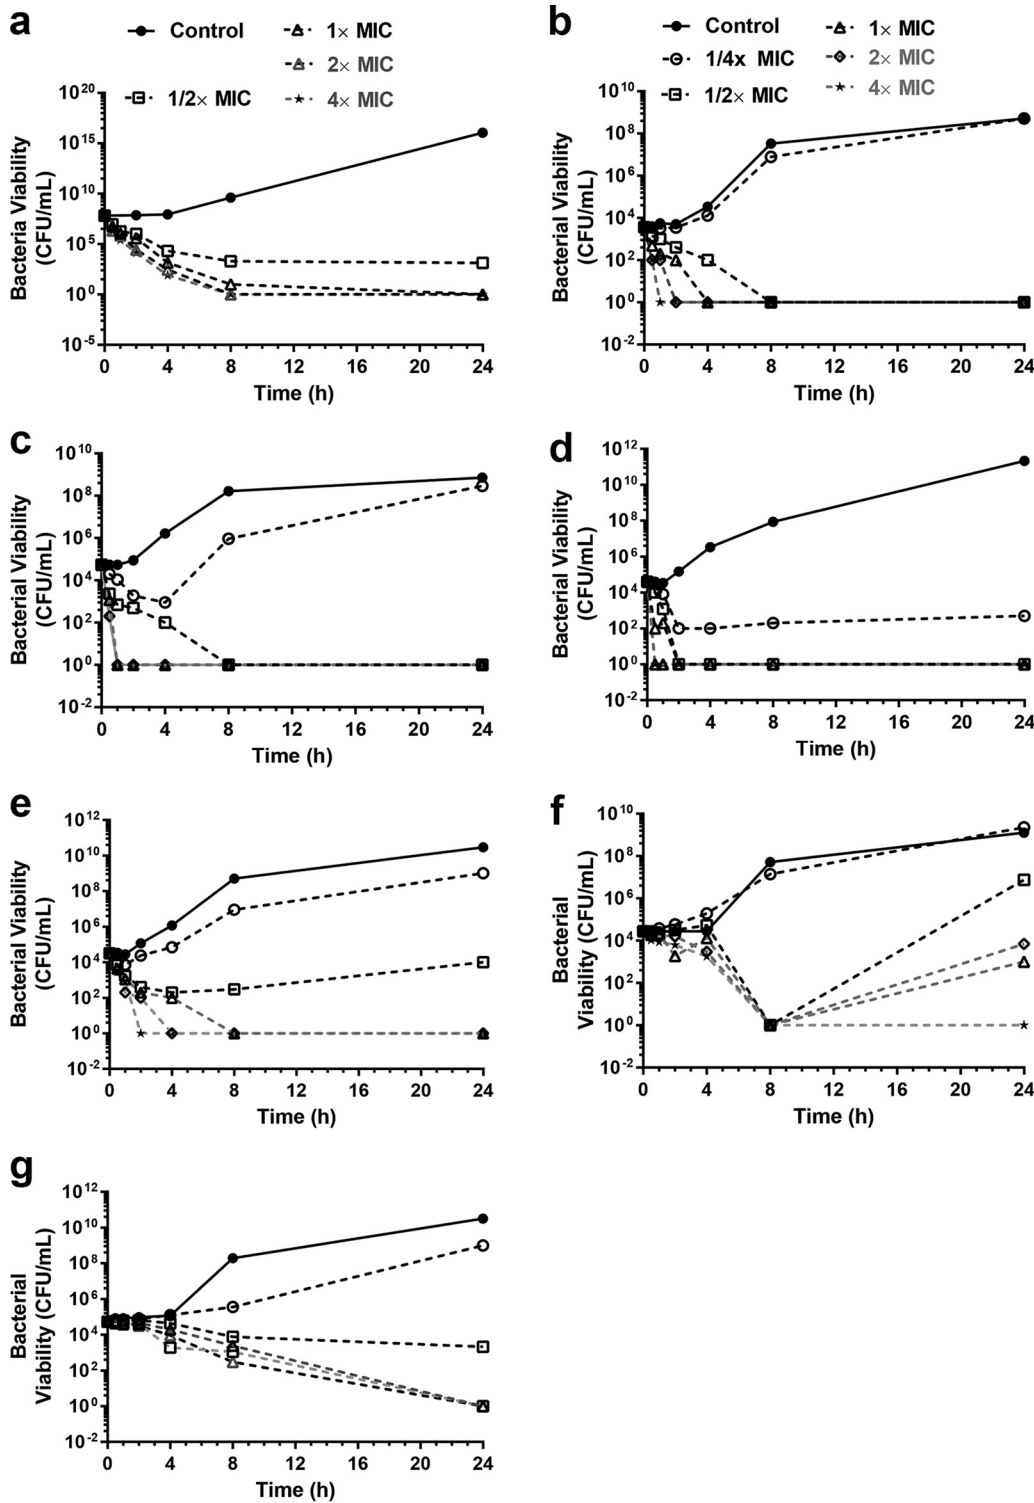 a
Control
1/2× MIC
1× MIC
2× MIC
4× MIC
Bacteria Viability
(CFU/mL)
10^20
10^15
10^10
10^5
10^0
10^-5
0 4 8 12 16 20 24
Time (h)
b
Control
1/4x MIC
1/2× MIC
1× MIC
2× MIC
4× MIC
Bacterial Viability
(CFU/mL)
10^10
10^8
10^6
10^4
10^2
10^0
10^-2
0 4 8 12 16 20 24
Time (h)
c
Bacterial Viability
(CFU/mL)
10^10
10^8
10^6
10^4
10^2
10^0
10^-2
0 4 8 12 16 20 24
Time (h)
d
Bacterial Viability
(CFU/mL)
10^12
10^10
10^8
10^6
10^4
10^2
10^0
10^-2
0 4 8 12 16 20 24
Time (h)
e
Bacterial Viability
(CFU/mL)
10^12
10^10
10^8
10^6
10^4
10^2
10^0
10^-2
0 4 8 12 16 20 24
Time (h)
f
Bacterial
Viability (CFU/mL)
10^10
10^8
10^6
10^4
10^2
10^0
10^-2
0 4 8 12 16 20 24
Time (h)
g
Bacterial
Viability (CFU/mL)
10^12
10^10
10^8
10^6
10^4
10^2
10^0
10^-2
0 4 8 12 16 20 24
Time (h)